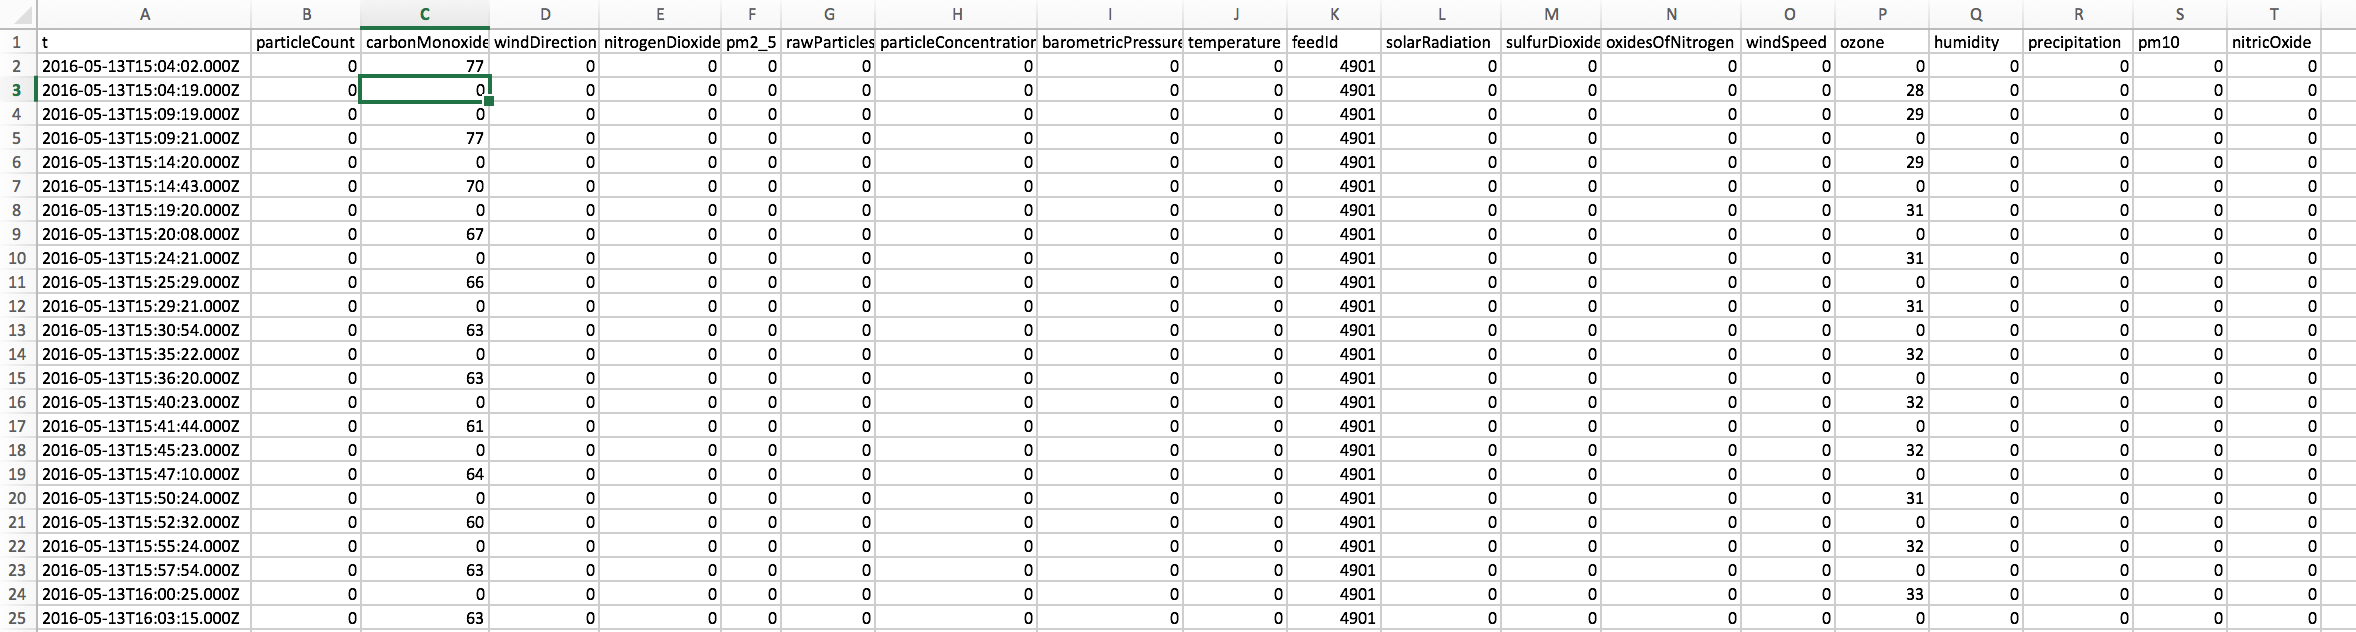 A B C D E F G H I J K L M N O P Q R S T
1 t particleCount carbonMonoxide windDirection nitrogenDioxide pm2_5 rawParticles particleConcentration barometricPressure temperature feedId solarRadiation sulfurDioxide oxidesOfNitrogen windSpeed ozone humidity precipitation pm10 nitricOxide
2 2016-05-13T15:04:02.000Z 0 77 0 0 0 0 0 0 0 4901 0 0 0 0 0 0 0 0 0
3 2016-05-13T15:04:19.000Z 0 0 0 0 0 0 0 0 0 4901 0 0 0 0 28 0 0 0 0
4 2016-05-13T15:09:19.000Z 0 0 0 0 0 0 0 0 0 4901 0 0 0 0 29 0 0 0 0
5 2016-05-13T15:09:21.000Z 0 77 0 0 0 0 0 0 0 4901 0 0 0 0 0 0 0 0 0
6 2016-05-13T15:14:20.000Z 0 0 0 0 0 0 0 0 0 4901 0 0 0 0 29 0 0 0 0
7 2016-05-13T15:14:43.000Z 0 70 0 0 0 0 0 0 0 4901 0 0 0 0 0 0 0 0 0
8 2016-05-13T15:19:20.000Z 0 0 0 0 0 0 0 0 0 4901 0 0 0 0 31 0 0 0 0
9 2016-05-13T15:20:08.000Z 0 67 0 0 0 0 0 0 0 4901 0 0 0 0 0 0 0 0 0
10 2016-05-13T15:24:21.000Z 0 0 0 0 0 0 0 0 0 4901 0 0 0 0 31 0 0 0 0
11 2016-05-13T15:25:29.000Z 0 66 0 0 0 0 0 0 0 4901 0 0 0 0 0 0 0 0 0
12 2016-05-13T15:29:21.000Z 0 0 0 0 0 0 0 0 0 4901 0 0 0 0 31 0 0 0 0
13 2016-05-13T15:30:54.000Z 0 63 0 0 0 0 0 0 0 4901 0 0 0 0 0 0 0 0 0
14 2016-05-13T15:35:22.000Z 0 0 0 0 0 0 0 0 0 4901 0 0 0 0 32 0 0 0 0
15 2016-05-13T15:36:20.000Z 0 63 0 0 0 0 0 0 0 4901 0 0 0 0 0 0 0 0 0
16 2016-05-13T15:40:23.000Z 0 0 0 0 0 0 0 0 0 4901 0 0 0 0 32 0 0 0 0
17 2016-05-13T15:41:44.000Z 0 61 0 0 0 0 0 0 0 4901 0 0 0 0 0 0 0 0 0
18 2016-05-13T15:45:23.000Z 0 0 0 0 0 0 0 0 0 4901 0 0 0 0 32 0 0 0 0
19 2016-05-13T15:47:10.000Z 0 64 0 0 0 0 0 0 0 4901 0 0 0 0 0 0 0 0 0
20 2016-05-13T15:50:24.000Z 0 0 0 0 0 0 0 0 0 4901 0 0 0 0 31 0 0 0 0
21 2016-05-13T15:52:32.000Z 0 60 0 0 0 0 0 0 0 4901 0 0 0 0 0 0 0 0 0
22 2016-05-13T15:55:24.000Z 0 0 0 0 0 0 0 0 0 4901 0 0 0 0 32 0 0 0 0
23 2016-05-13T15:57:54.000Z 0 63 0 0 0 0 0 0 0 4901 0 0 0 0 0 0 0 0 0
24 2016-05-13T16:00:25.000Z 0 0 0 0 0 0 0 0 0 4901 0 0 0 0 33 0 0 0 0
25 2016-05-13T16:03:15.000Z 0 63 0 0 0 0 0 0 0 4901 0 0 0 0 0 0 0 0 0